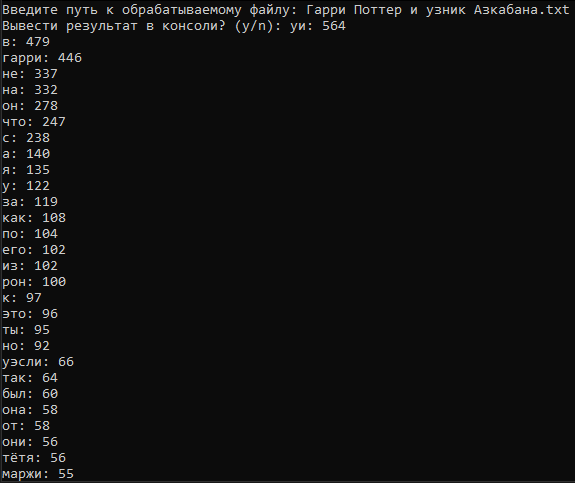 Введите путь к обрабатываемому файлу: Гарри Поттер и узник Азкабана.txt
Вывести результат в консоли? (y/n): yи: 564
в: 479
гарри: 446
не: 337
на: 332
он: 278
что: 247
с: 238
а: 140
я: 135
у: 122
за: 119
как: 108
по: 104
его: 102
из: 102
рон: 100
к: 97
это: 96
ты: 95
но: 92
уэсли: 66
так: 64
был: 60
она: 58
от: 58
они: 56
тётя: 56
маржи: 55